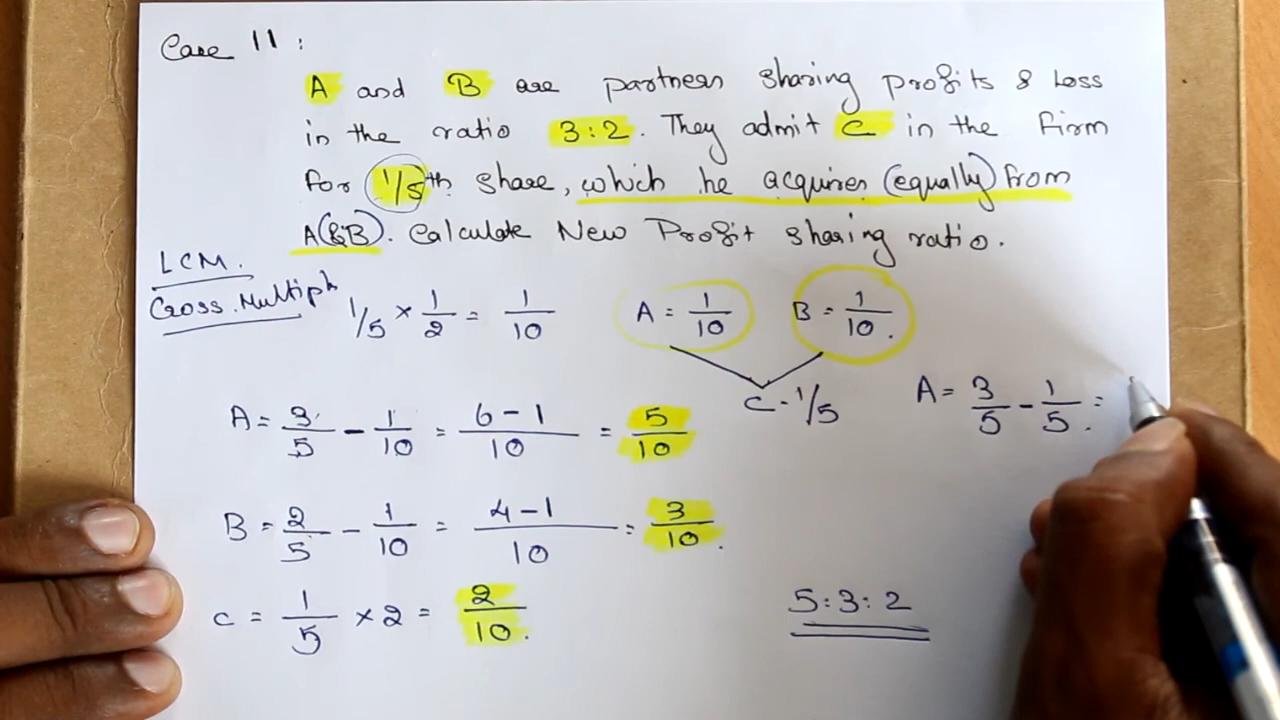 Case 11:
A and B are partners sharing profits & Loss
in the ratio 3:2. They admit C in the Firm
for 1/5th share, which he acquires (equally) from
A(&B). Calculate New Profit sharing ratio.
LCM.
Cross. Multiph
1/5 × 1/2 = 1/10
A = 1/10 B = 1/10.
C - 1/5
A = 3/5 - 1/10 = 6-1/10 = 5/10
A = 3/5 - 1/5. =
B = 2/5 - 1/10 = 4-1/10 = 3/10.
C = 1/5 × 2 = 2/10.
5:3:2